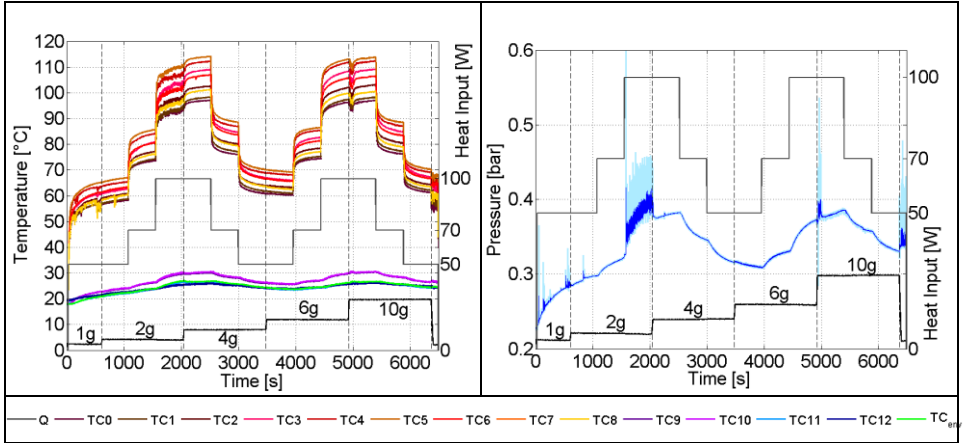 120
110
100
90
80
70
60
50
40
30
20
10
0
Temperature [°C]
100
70
50
0
Heat Input [W]
1g
2g
4g
6g
10g
0 1000 2000 3000 4000 5000 6000
Time [s]
0.6
0.5
0.4
0.3
0.2
Pressure [bar]
100
70
50
0
Heat Input [W]
1g
2g
4g
6g
10g
0 1000 2000 3000 4000 5000 6000
Time [s]
Q TC0 TC1 TC2 TC3 TC4 TC5 TC6 TC7 TC8 TC9 TC10 TC11 TC12 TC env